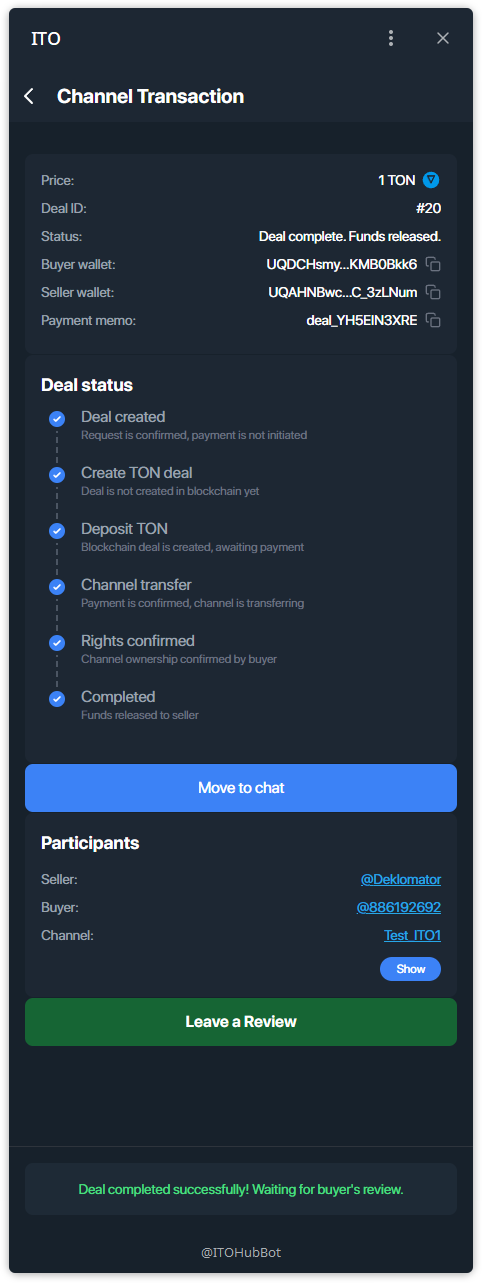 ITO
Channel Transaction
Price: 1 TON
Deal ID: #20
Status: Deal complete. Funds released.
Buyer wallet: UQDCHsmy...KMB0Bkk6
Seller wallet: UQAHNBwc...C_3zLNum
Payment memo: deal_YH5EIN3XRE
Deal status
Deal created
Request is confirmed, payment is not initiated
Create TON deal
Deal is not created in blockchain yet
Deposit TON
Blockchain deal is created, awaiting payment
Channel transfer
Payment is confirmed, channel is transferring
Rights confirmed
Channel ownership confirmed by buyer
Completed
Funds released to seller
Move to chat
Participants
Seller: @Deklomator
Buyer: @886192692
Channel: Test_ITO1
Show
Leave a Review
Deal completed successfully! Waiting for buyer's review.
@ITOHubBot